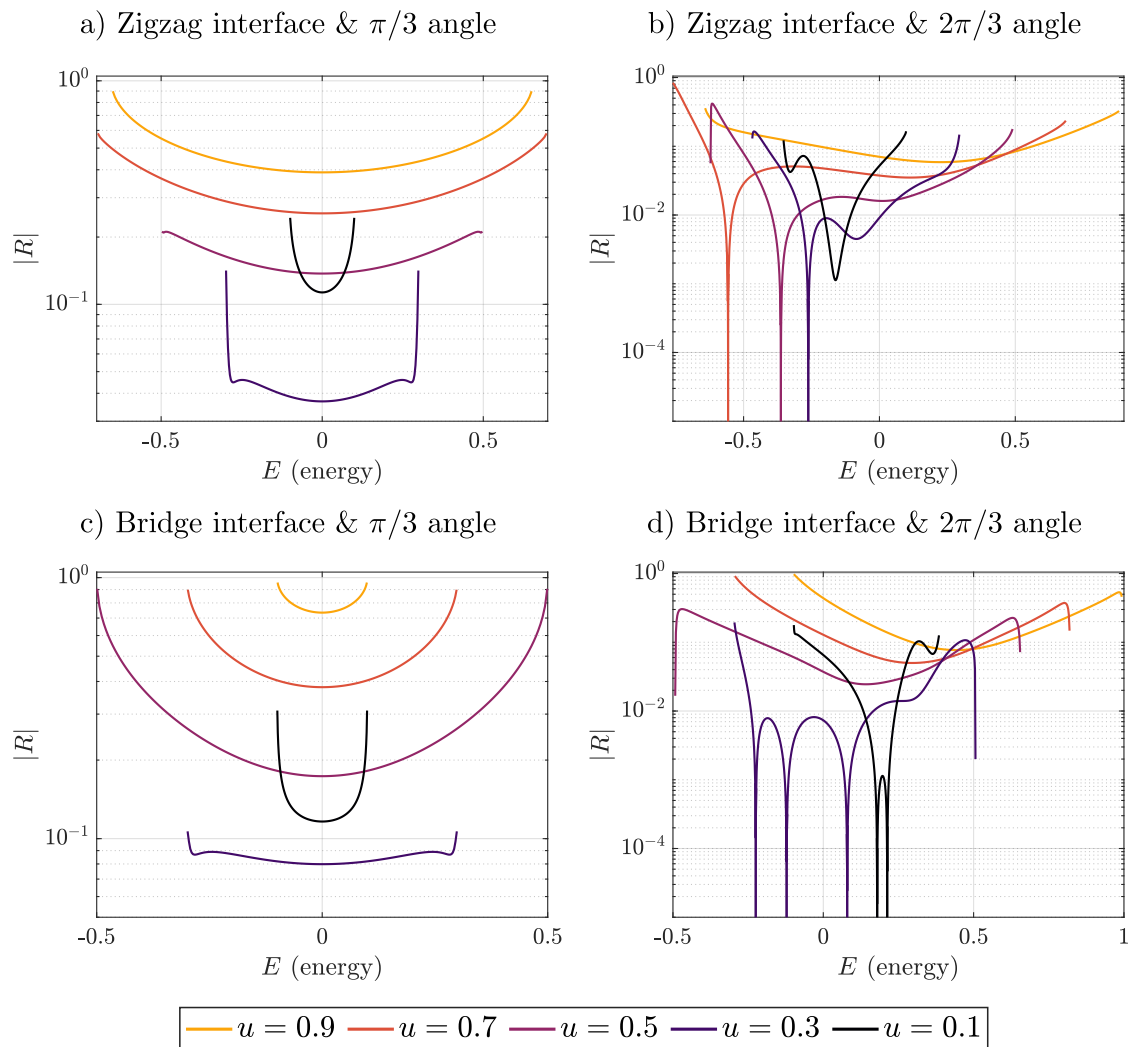 a) Zigzag interface & π/3 angle
b) Zigzag interface & 2π/3 angle
10^0
10^-1
|R|
-0.5 0 0.5
E (energy)
10^0
10^-2
10^-4
|R|
-0.5 0 0.5
E (energy)
c) Bridge interface & π/3 angle
d) Bridge interface & 2π/3 angle
10^0
10^-1
|R|
-0.5 0 0.5
E (energy)
10^0
10^-2
10^-4
|R|
-0.5 0 0.5 1
E (energy)
u = 0.9 u = 0.7 u = 0.5 u = 0.3 u = 0.1